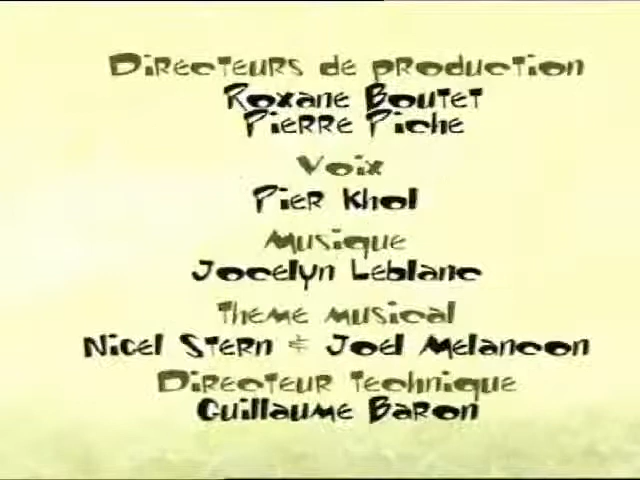 Directeurs de production
Roxane Boutet
Pierre Piche
Voix
Pier Khol
Musique
Jocelyn Leblanc
Theme musical
Nicel Stern & Joel Melancon
Directeur technique
Guillaume Baron